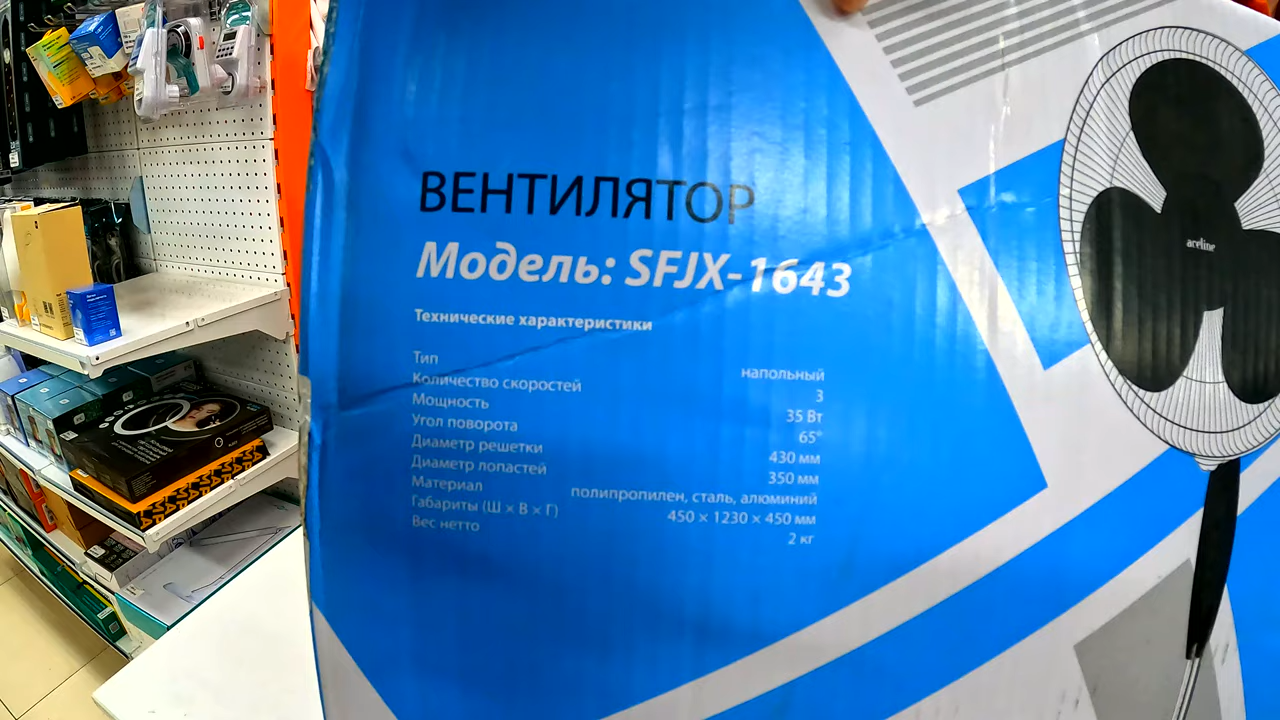 ВЕНТИЛЯТОР
Модель: SFJX-1643
Технические характеристики
Тип напольный
Количество скоростей 3
Мощность 35 Вт
Угол поворота 65°
Диаметр решетки 430 мм
Диаметр лопастей 350 мм
Материал полипропилен, сталь, алюминий
Габариты (Ш × В × Г) 450 × 1230 × 450 мм
Вес нетто 2 кг
aceline